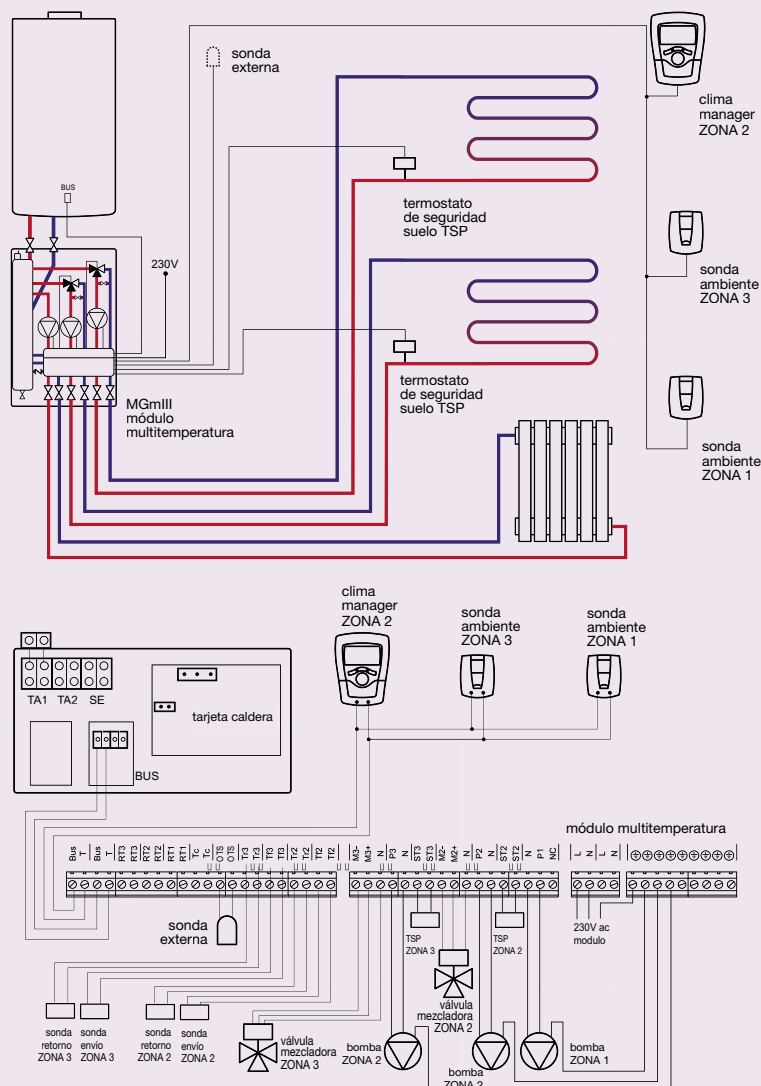 sonda
externa
clima
manager
ZONA 2
BUS
termostato
de seguridad
suelo TSP
230V
sonda
ambiente
ZONA 3
termostato
de seguridad
suelo TSP
MGmIII
módulo
multitemperatura
sonda
ambiente
ZONA 1
clima
manager
ZONA 2
sonda
ambiente
ZONA 3
sonda
ambiente
ZONA 1
TA1 TA2 SE
tarjeta caldera
BUS
módulo multitemperatura
Bus T Bus T RT3 RT3 RT2 RT2 RT1 RT1 Tc Tc OTS OTS Tr3 Tr3 Tf3 Tf3 Tr2 Tr2 Tf2 Tf2 M3- M3+ N P3 N ST3 ST3 M2- M2+ N P2 N ST2 ST2 N P1 NC L N L N
sonda
externa
TSP
ZONA 3
TSP
ZONA 2
230V ac
modulo
válvula
mezcladora
ZONA 2
sonda
retorno
ZONA 3
sonda
envío
ZONA 3
sonda
retorno
ZONA 2
sonda
envío
ZONA 2
válvula
mezcladora
ZONA 3
bomba
ZONA 2
bomba
ZONA 2
bomba
ZONA 1